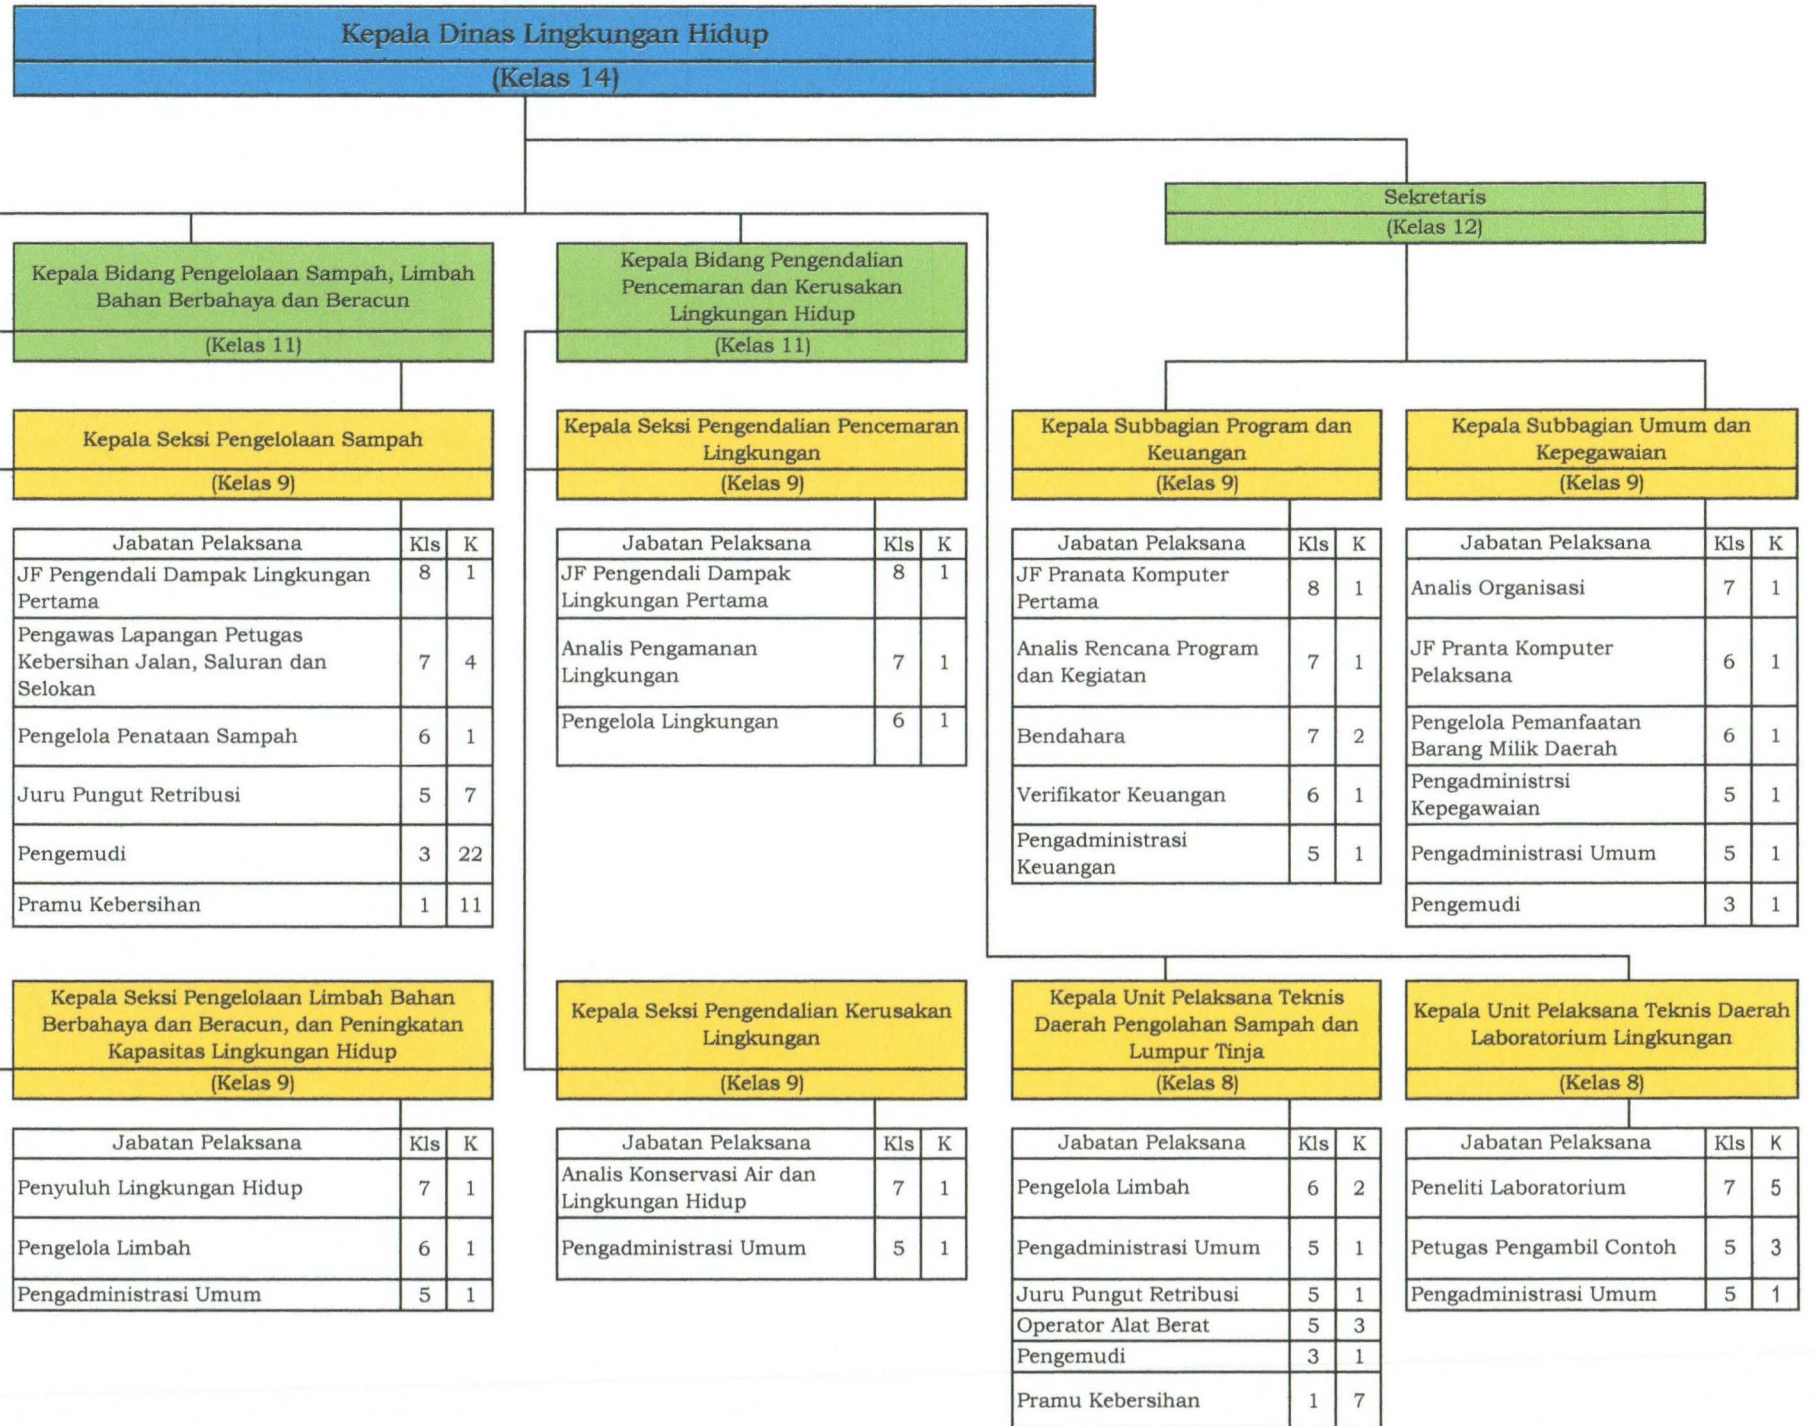 Kepala Dinas Lingkungan Hidup
(Kelas 14)
Sekretaris
(Kelas 12)
Kepala Bidang Pengelolaan Sampah, Limbah
Bahan Berbahaya dan Beracun
(Kelas 11)
Kepala Bidang Pengendalian
Pencemaran dan Kerusakan
Lingkungan Hidup
(Kelas 11)
Kepala Seksi Pengelolaan Sampah
(Kelas 9)
Jabatan Pelaksana Kls K
JF Pengendali Dampak Lingkungan 8 1
Pertama
Pengawas Lapangan Petugas
Kebersihan Jalan, Saluran dan 7 4
Selokan
Pengelola Penataan Sampah 6 1
Juru Pungut Retribusi 5 7
Pengemudi 3 22
Pramu Kebersihan 1 11
Kepala Seksi Pengendalian Pencemaran
Lingkungan
(Kelas 9)
Jabatan Pelaksana Kls K
JF Pengendali Dampak 8 1
Lingkungan Pertama
Analis Pengamanan 7 1
Lingkungan
Pengelola Lingkungan 6 1
Kepala Subbagian Program dan
Keuangan
(Kelas 9)
Jabatan Pelaksana Kls K
JF Pranata Komputer 8 1
Pertama
Analis Rencana Program 7 1
dan Kegiatan
Bendahara 7 2
Verifikator Keuangan 6 1
Pengadministrasi 5 1
Keuangan
Kepala Subbagian Umum dan
Kepegawaian
(Kelas 9)
Jabatan Pelaksana Kls K
Analis Organisasi 7 1
JF Pranta Komputer 6 1
Pelaksana
Pengelola Pemanfaatan 6 1
Barang Milik Daerah
Pengadministrsi 5 1
Kepegawaian
Pengadministrasi Umum 5 1
Pengemudi 3 1
Kepala Seksi Pengelolaan Limbah Bahan
Berbahaya dan Beracun, dan Peningkatan
Kapasitas Lingkungan Hidup
(Kelas 9)
Jabatan Pelaksana Kls K
Penyuluh Lingkungan Hidup 7 1
Pengelola Limbah 6 1
Pengadministrasi Umum 5 1
Kepala Seksi Pengendalian Kerusakan
Lingkungan
(Kelas 9)
Jabatan Pelaksana Kls K
Analis Konservasi Air dan 7 1
Lingkungan Hidup
Pengadministrasi Umum 5 1
Kepala Unit Pelaksana Teknis
Daerah Pengolahan Sampah dan
Lumpur Tinja
(Kelas 8)
Jabatan Pelaksana Kls K
Pengelola Limbah 6 2
Pengadministrasi Umum 5 1
Juru Pungut Retribusi 5 1
Operator Alat Berat 5 3
Pengemudi 3 1
Pramu Kebersihan 1 7
Kepala Unit Pelaksana Teknis Daerah
Laboratorium Lingkungan
(Kelas 8)
Jabatan Pelaksana Kls K
Peneliti Laboratorium 7 5
Petugas Pengambil Contoh 5 3
Pengadministrasi Umum 5 1